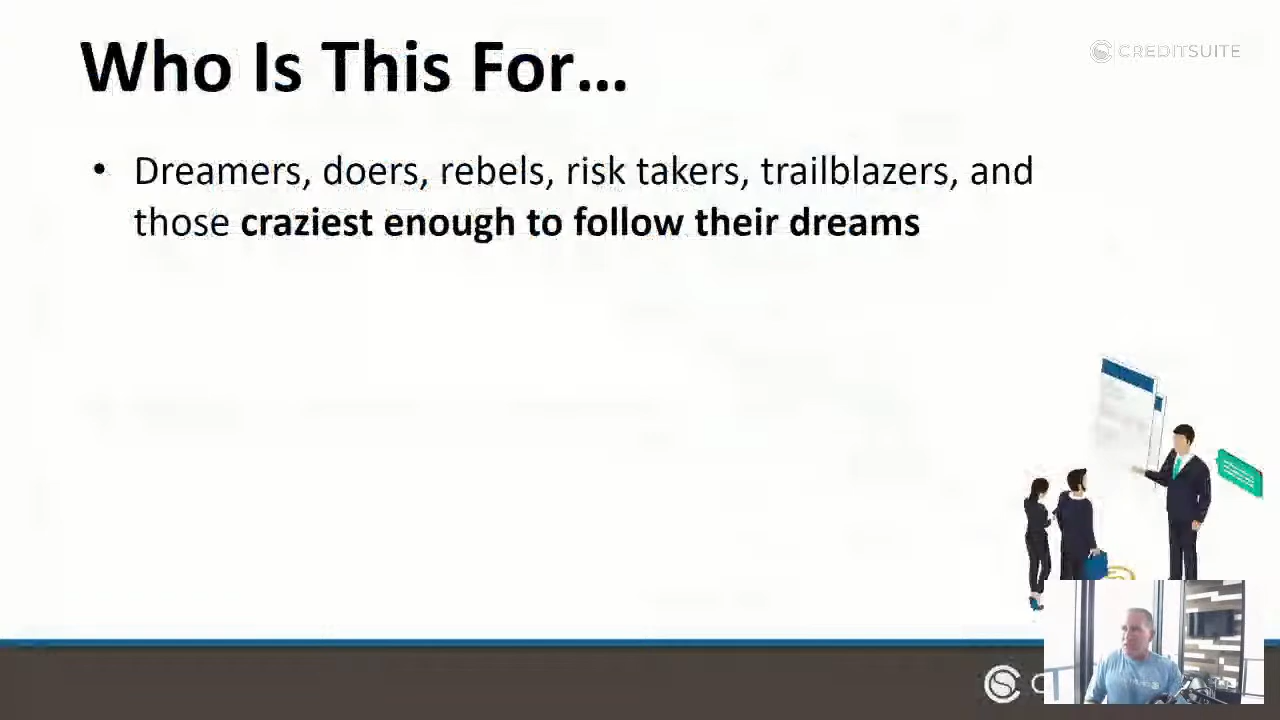 Who Is This For...
CREDITSUITE
• Dreamers, doers, rebels, risk takers, trailblazers, and
those craziest enough to follow their dreams